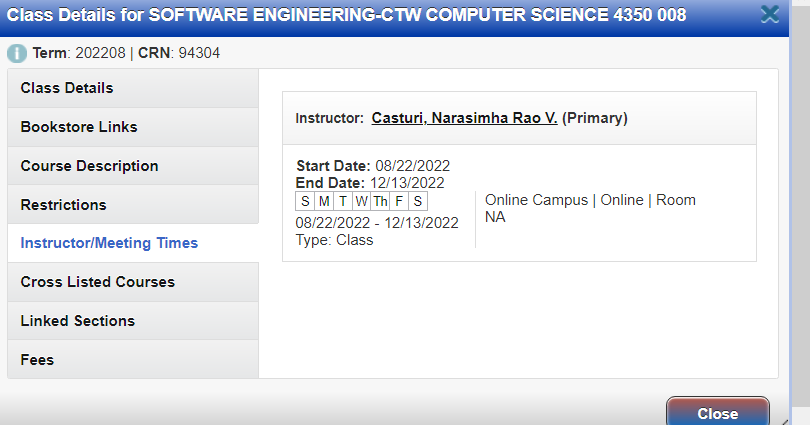 Class Details for SOFTWARE ENGINEERING-CTW COMPUTER SCIENCE 4350 008
Term: 202208 | CRN: 94304
Class Details
Bookstore Links
Course Description
Restrictions
Instructor/Meeting Times
Cross Listed Courses
Linked Sections
Fees
Instructor: Casturi, Narasimha Rao V. (Primary)
Start Date: 08/22/2022
End Date: 12/13/2022
S M T W Th F S
08/22/2022 - 12/13/2022
Type: Class
Online Campus | Online | Room
NA
Close